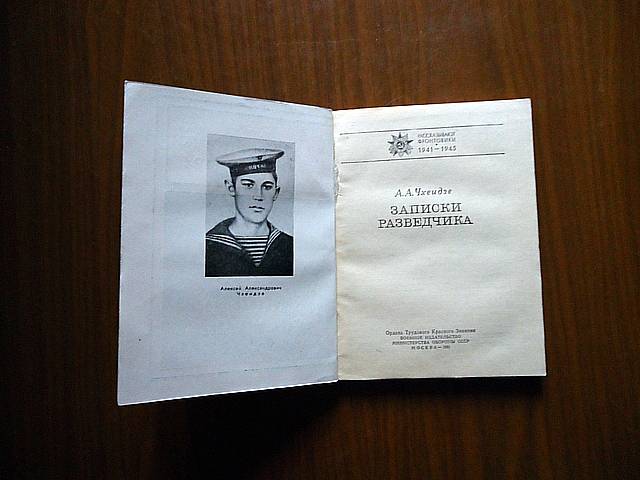 Алексей Александрович
Чхеидзе
РАССКАЗЫВАЮТ
ФРОНТОВИКИ
1941—1945
А.А.Чхеидзе
ЗАПИСКИ
РАЗВЕДЧИКА
Ордена Трудового Красного Знамени
ВОЕННОЕ ИЗДАТЕЛЬСТВО
МИНИСТЕРСТВА ОБОРОНЫ СССР
МОСКВА—